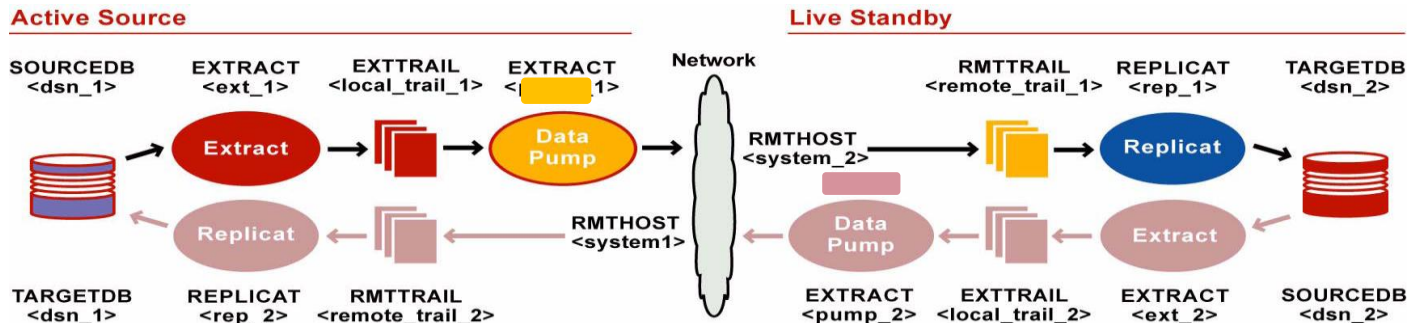 Active Source
Live Standby
SOURCEDB
<dsn_1>
EXTRACT
<ext_1>
EXTTRAIL
<local_trail_1>
EXTRACT
Network
RMTTRAIL
<remote_trail_1>
REPLICAT
<rep_1>
TARGETDB
<dsn_2>
Extract
Data
Pump
RMTHOST
<system_2>
Replicat
Replicat
RMTHOST
<system1>
Data
Pump
Extract
TARGETDB
<dsn_1>
REPLICAT
<rep_2>
RMTTRAIL
<remote_trail_2>
EXTRACT
<pump_2>
EXTTRAIL
<local_trail_2>
EXTRACT
<ext_2>
SOURCEDB
<dsn_2>